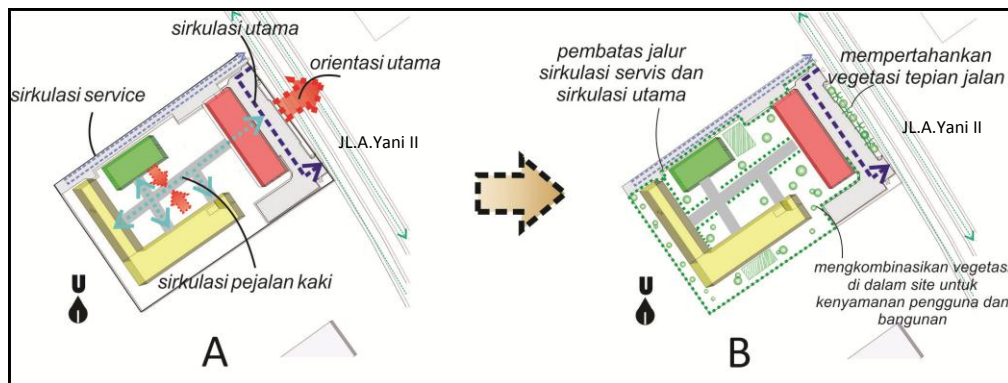 sirkulasi utama
orientasi utama
sirkulasi service
JL.A.Yani II
sirkulasi pejalan kaki
U
A
pembatas jalur
sirkulasi servis dan
sirkulasi utama
mempertahankan
vegetasi tepian jalan
JL.A.Yani II
mengkombinasikan vegetasi
di dalam site untuk
kenyamanan pengguna dan
bangunan
U
B